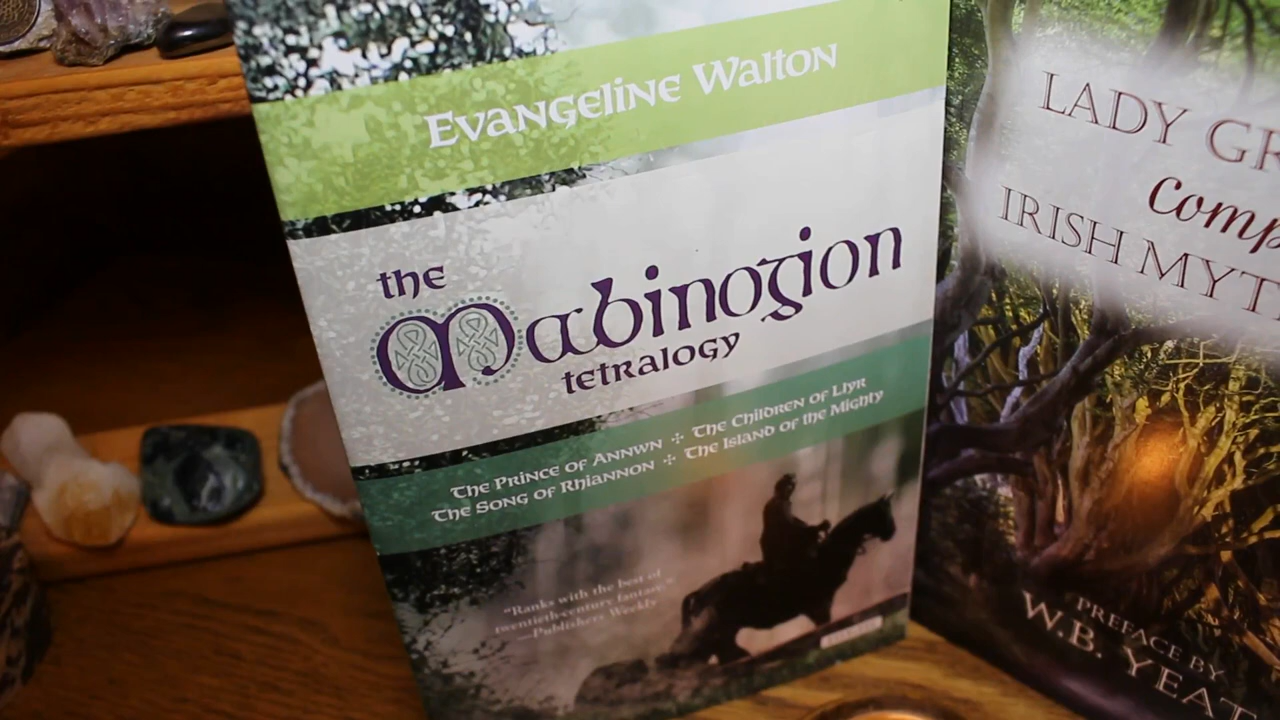 Evangeline Walton
the
Mabinogion
tetralogy
The Prince of Annwn ✣ The Children of Llyr
The Song of Rhiannon ✣ The Island of the Mighty
"Ranks with the best of
twentieth-century fantasy."
—Publishers Weekly
LADY GR
comp
IRISH MYT
PREFACE BY
W.B. YEAT